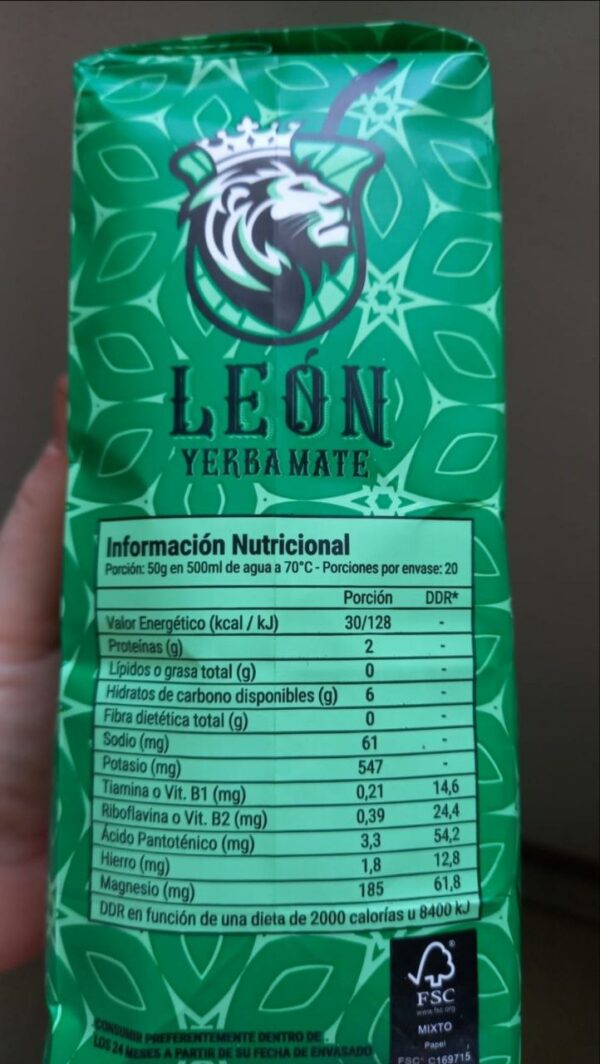 LEÓN
YERBA MATE
Información Nutricional
Porción: 50g en 500ml de agua a 70°C - Porciones por envase: 20
Porción DDR*
Valor Energético (kcal / kJ) 30/128 -
Proteínas (g) 2 -
Lípidos o grasa total (g) 0 -
Hidratos de carbono disponibles (g) 6 -
Fibra dietética total (g) 0 -
Sodio (mg) 61 -
Potasio (mg) 547 -
Tiamina o Vit. B1 (mg) 0,21 14,6
Riboflavina o Vit. B2 (mg) 0,39 24,4
Ácido Pantoténico (mg) 3,3 54,2
Hierro (mg) 1,8 12,8
Magnesio (mg) 185 61,8
DDR en función de una dieta de 2000 calorías u 8400 kJ
FSC
www.fsc.org
MIXTO
Papel
FSC® C169715
CONSUMIR PREFERENTEMENTE DENTRO DE
LOS 24 MESES A PARTIR DE SU FECHA DE ENVASADO